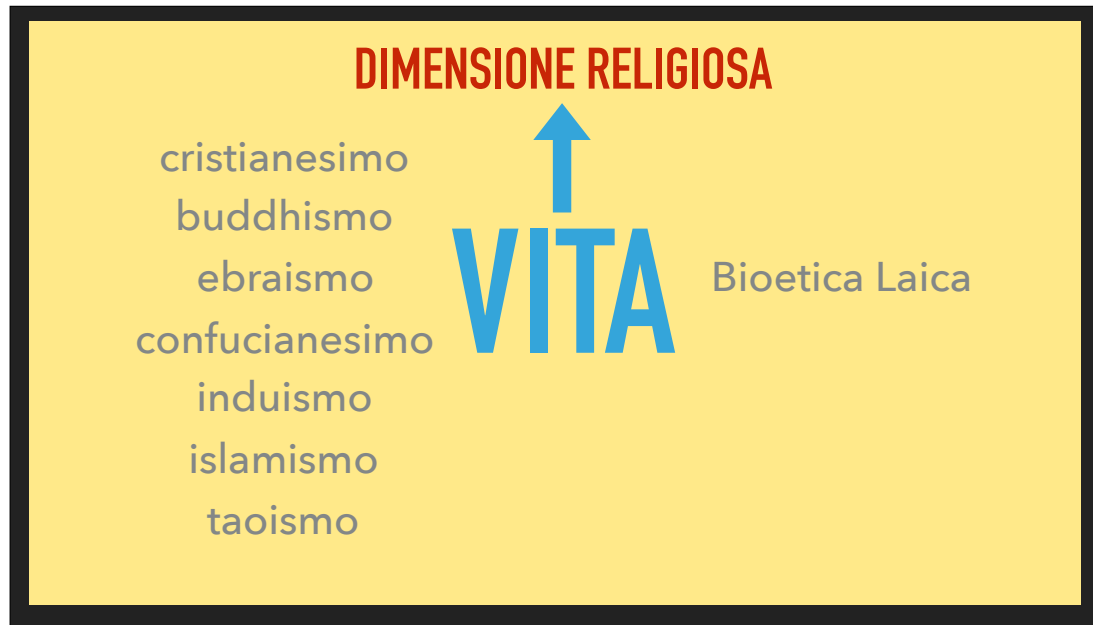 DIMENSIONE RELIGIOSA
cristianesimo
buddhismo
ebraismo
confucianesimo
induismo
islamismo
taoismo
VITA
Bioetica Laica